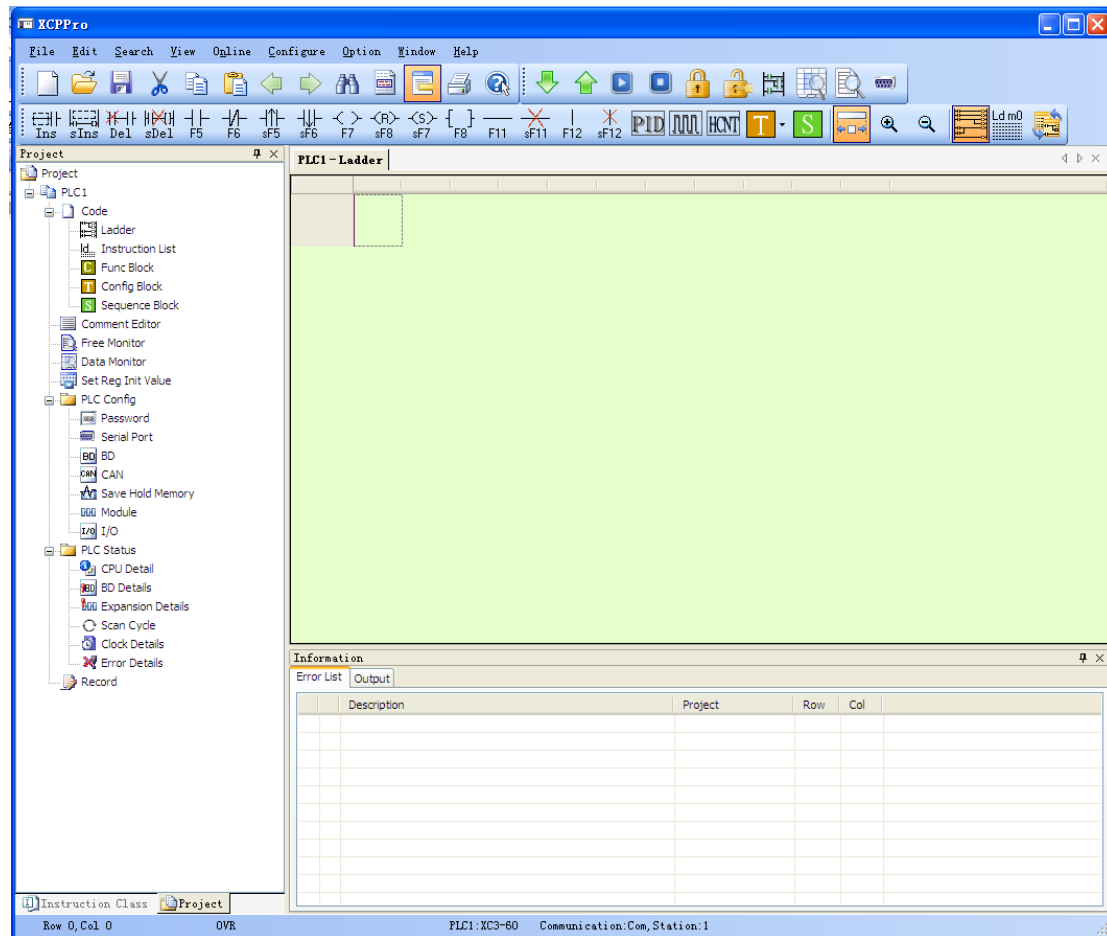 XCPPro
File Edit Search View Online Configure Option Window Help
Ins sIns Del sDel F5 F6 sF5 sF6 F7 sF8 sF7 F8 F11 sF11 F12 sF12 PID HCNT T S Ld m0
Project
PLC1-Ladder
Project
PLC1
Code
Ladder
Instruction List
Func Block
Config Block
Sequence Block
Comment Editor
Free Monitor
Data Monitor
Set Reg Init Value
PLC Config
Password
Serial Port
BD BD
CAN CAN
Save Hold Memory
Module
I/O I/O
PLC Status
CPU Detail
BD Details
Expansion Details
Scan Cycle
Clock Details
Error Details
Record
Information
Error List Output
Description Project Row Col
Instruction Class Project
Row 0,Col 0 OVR PLC1:XC3-60 Communication:Com,Station:1